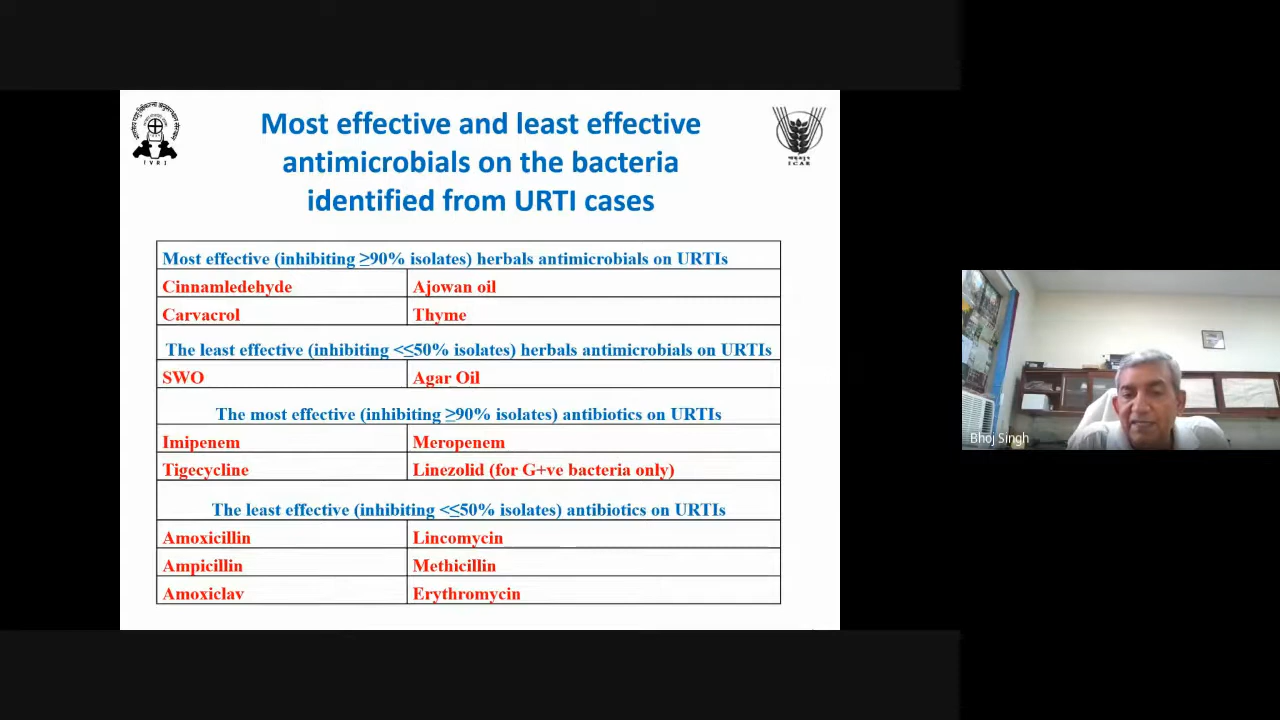 Most effective and least effective
antimicrobials on the bacteria
identified from URTI cases
IVRI
ICAR
Most effective (inhibiting ≥90% isolates) herbals antimicrobials on URTIs
Cinnamledehyde Ajowan oil
Carvacrol Thyme
The least effective (inhibiting <≤50% isolates) herbals antimicrobials on URTIs
SWO Agar Oil
The most effective (inhibiting ≥90% isolates) antibiotics on URTIs
Imipenem Meropenem
Tigecycline Linezolid (for G+ve bacteria only)
The least effective (inhibiting <≤50% isolates) antibiotics on URTIs
Amoxicillin Lincomycin
Ampicillin Methicillin
Amoxiclav Erythromycin
Bhoj Singh